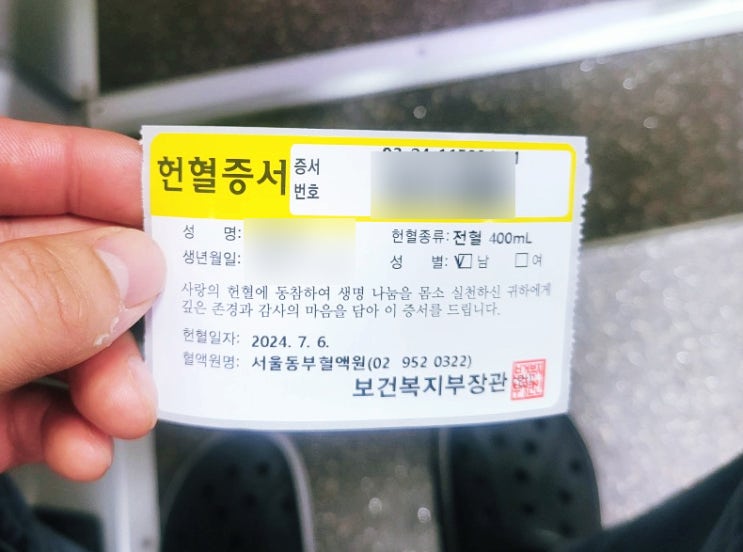 헌혈증서
증서
번호
성 명:
헌혈종류: 전혈 400mL
생년월일:
성 별: ☑남 ☐여
사랑의 헌혈에 동참하여 생명 나눔을 몸소 실천하신 귀하에게
깊은 존경과 감사의 마음을 담아 이 증서를 드립니다.
헌혈일자: 2024. 7. 6.
혈액원명: 서울동부혈액원(02 952 0322)
보건복지부장관